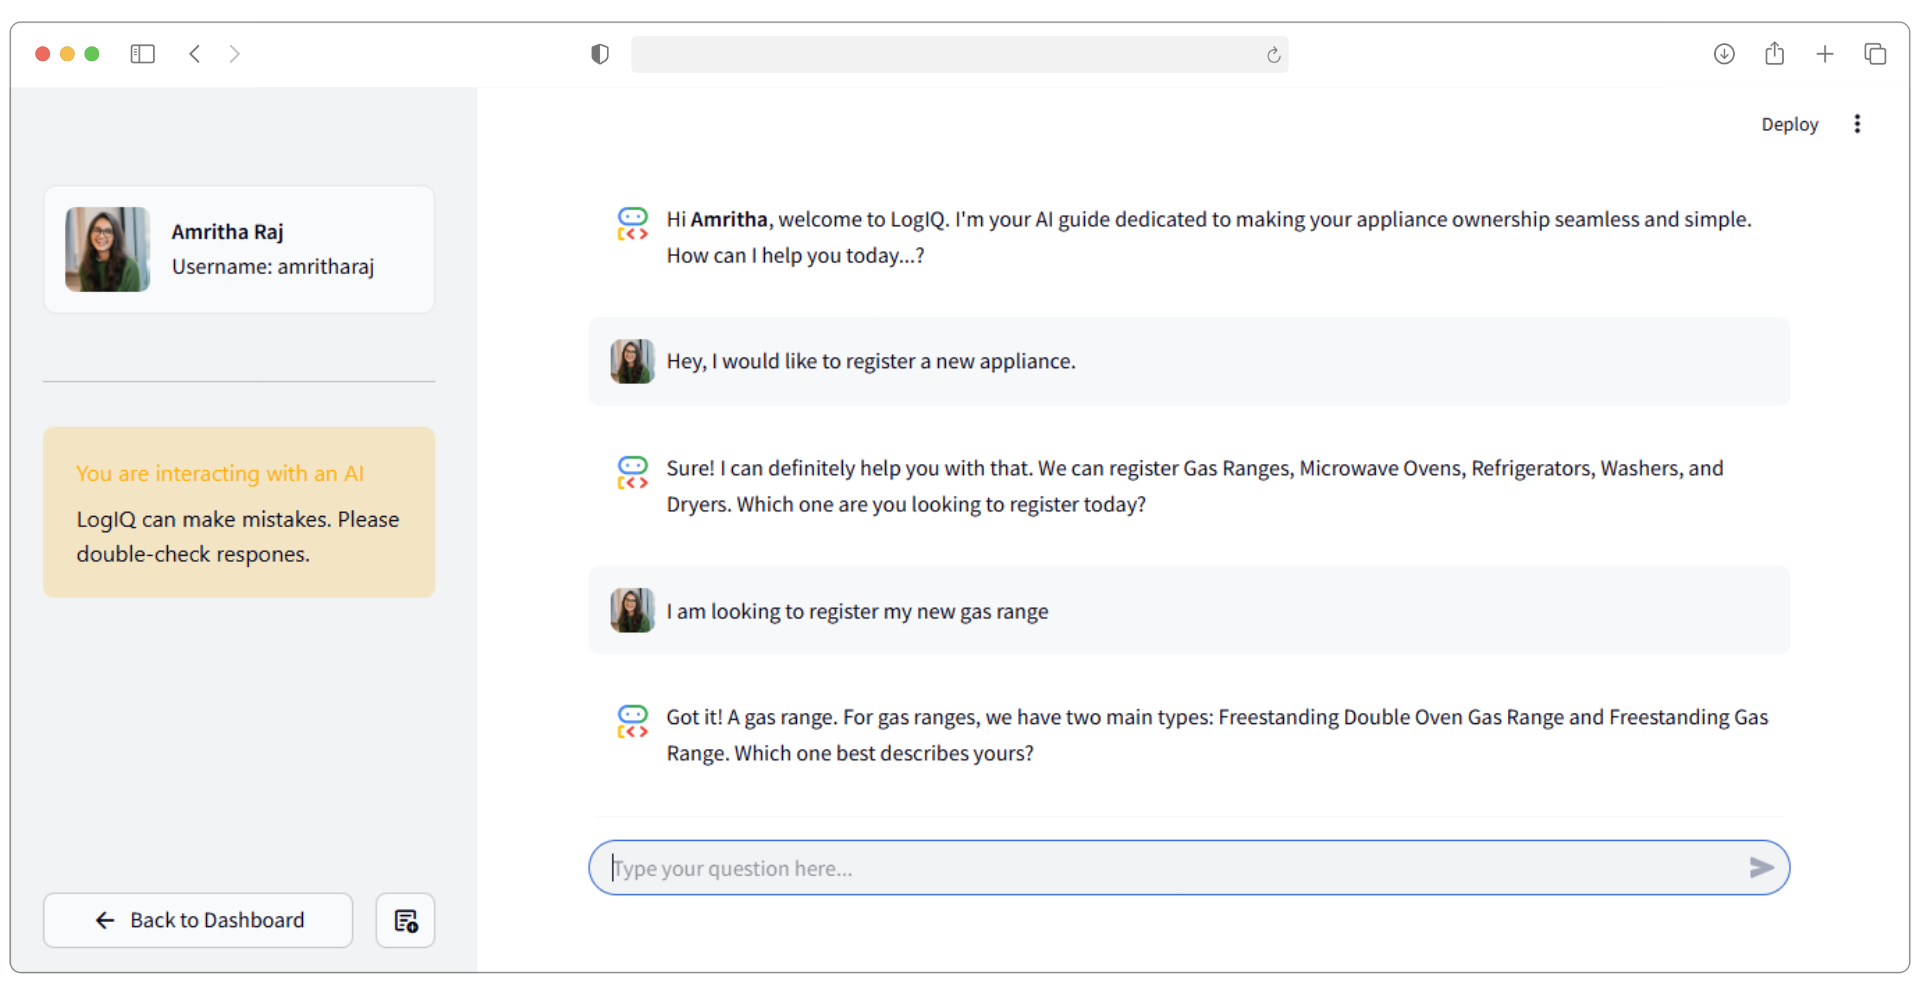 Deploy
Amritha Raj
Username: amritharaj
You are interacting with an AI
LogIQ can make mistakes. Please
double-check respones.
Back to Dashboard
Hi Amritha, welcome to LogIQ. I'm your AI guide dedicated to making your appliance ownership seamless and simple.
How can I help you today...?
Hey, I would like to register a new appliance.
Sure! I can definitely help you with that. We can register Gas Ranges, Microwave Ovens, Refrigerators, Washers, and
Dryers. Which one are you looking to register today?
I am looking to register my new gas range
Got it! A gas range. For gas ranges, we have two main types: Freestanding Double Oven Gas Range and Freestanding Gas
Range. Which one best describes yours?
Type your question here...